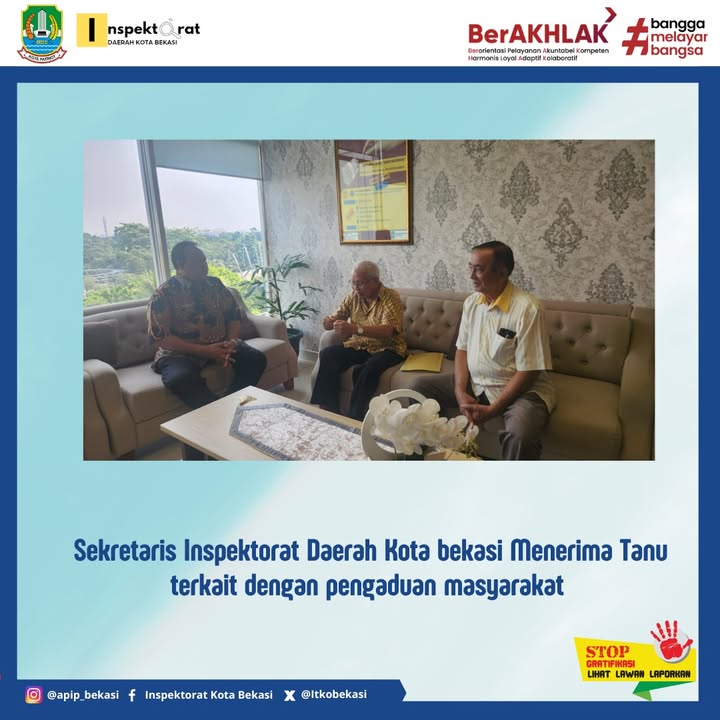 Inspektorat
DAERAH KOTA BEKASI
BerAKHLAK
Berorientasi Pelayanan Akuntabel Kompeten
Harmonis Loyal Adaptif Kolaboratif
#bangga
melayani
bangsa
Sekretaris Inspektorat Daerah Kota bekasi Menerima Tanu
terkait dengan pengaduan masyarakat
STOP
GRATIFIKASI
LIHAT LAWAN LAPORKAN
@apip_bekasi Inspektorat Kota Bekasi @Itkobekasi